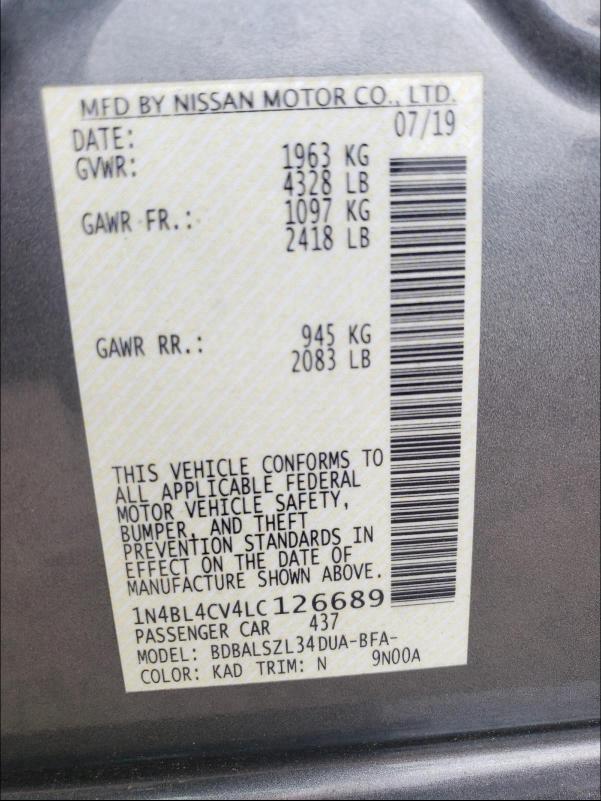 MFD BY NISSAN MOTOR CO., LTD.
DATE: 07/19
GVWR: 1963 KG
4328 LB
GAWR FR.: 1097 KG
2418 LB
GAWR RR.: 945 KG
2083 LB
THIS VEHICLE CONFORMS TO
ALL APPLICABLE FEDERAL
MOTOR VEHICLE SAFETY,
BUMPER, AND THEFT
PREVENTION STANDARDS IN
EFFECT ON THE DATE OF
MANUFACTURE SHOWN ABOVE.
1N4BL4CV4LC126689
PASSENGER CAR 437
MODEL: BDBALSZL34DUA-BFA-
COLOR: KAD TRIM: N 9N00A